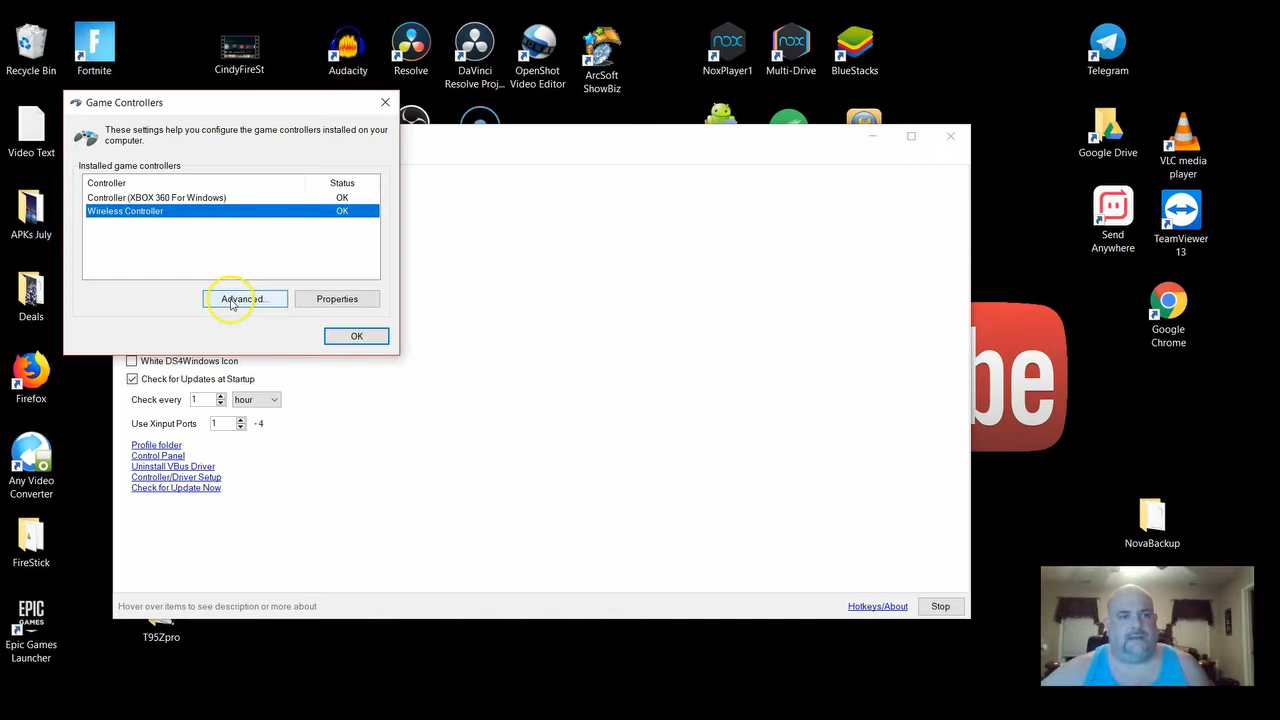 Recycle Bin
Fortnite
CindyFireSt
Audacity
Resolve
DaVinci
Resolve Proj...
OpenShot
Video Editor
ArcSoft
ShowBiz
NoxPlayer1
Multi-Drive
BlueStacks
Telegram
Video Text
APKs July
Deals
Firefox
Any Video
Converter
FireStick
EPIC
GAMES
Epic Games
Launcher
Game Controllers
These settings help you configure the game controllers installed on your
computer.
Installed game controllers
Controller Status
Controller (XBOX 360 For Windows) OK
Wireless Controller OK
Advanced... Properties
OK
White DS4Windows Icon
Check for Updates at Startup
Check every 1 hour
Use Xinput Ports 1 - 4
Profile folder
Control Panel
Uninstall VBus Driver
Controller/Driver Setup
Check for Update Now
Hover over items to see description or more about
Hotkeys/About Stop
T95Zpro
Google Drive
VLC media
player
Send
Anywhere
TeamViewer
13
Google
Chrome
be
NovaBackup
nox
nox